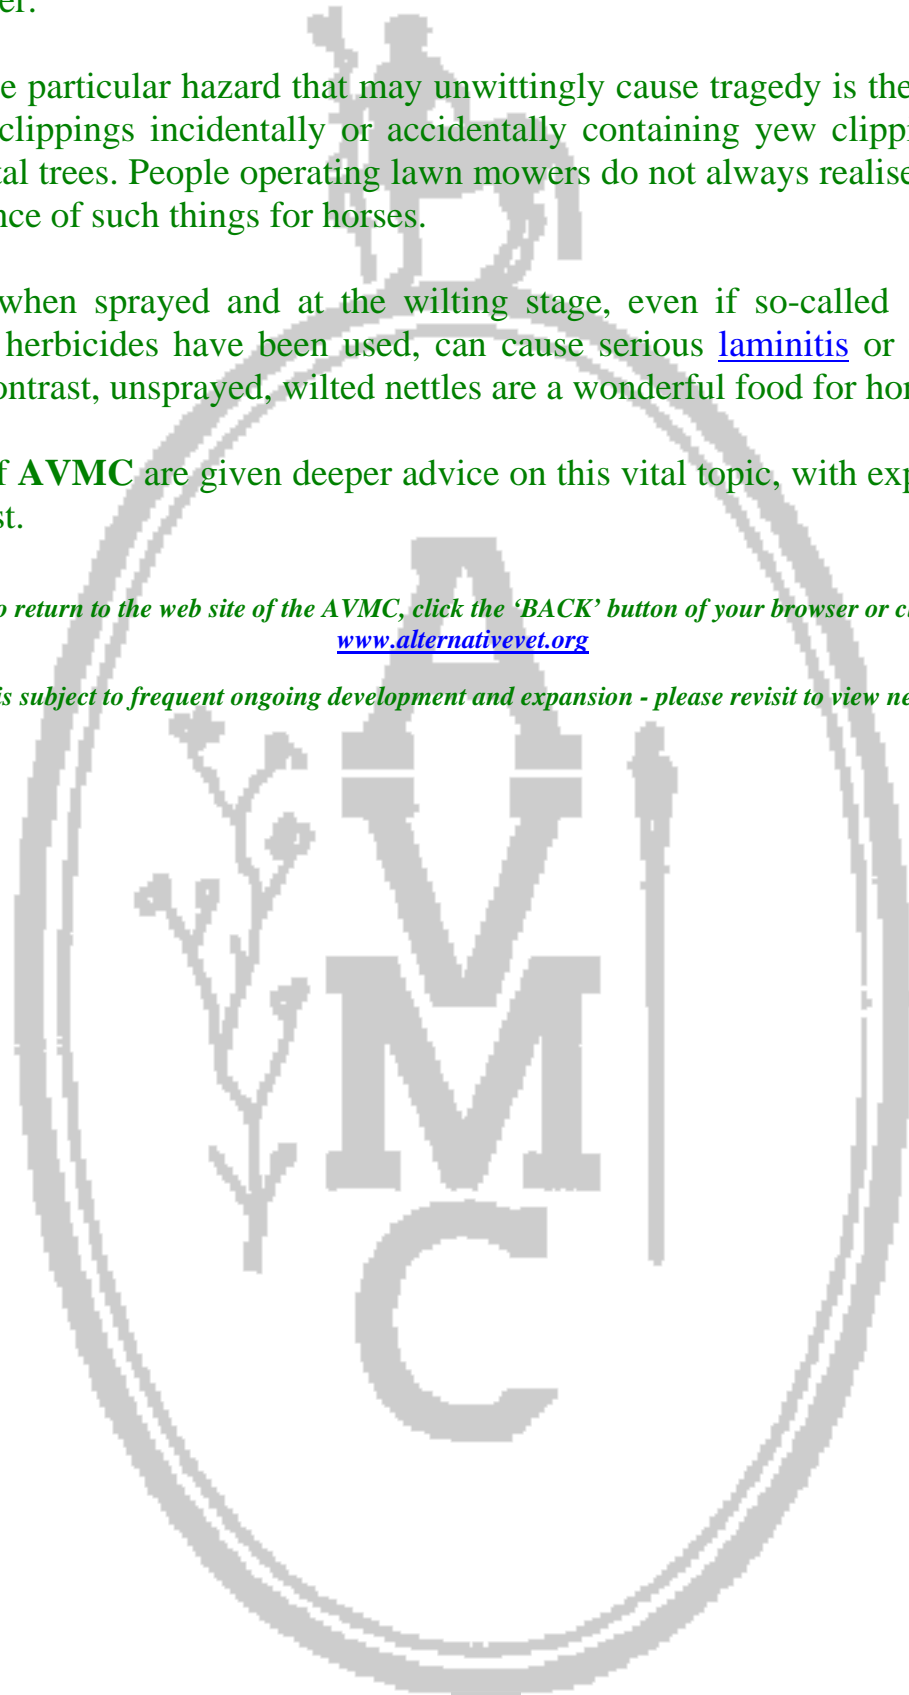 er.
e particular hazard that may unwittingly cause tragedy is the
clippings incidentally or accidentally containing yew clippi
tal trees. People operating lawn mowers do not always realise
nce of such things for horses.
when sprayed and at the wilting stage, even if so-called
herbicides have been used, can cause serious laminitis or
ontrast, unsprayed, wilted nettles are a wonderful food for hor
f AVMC are given deeper advice on this vital topic, with exp
st.
o return to the web site of the AVMC, click the ‘BACK’ button of your browser or cl
www.alternativevet.org
is subject to frequent ongoing development and expansion - please revisit to view ne
A
V
M
C